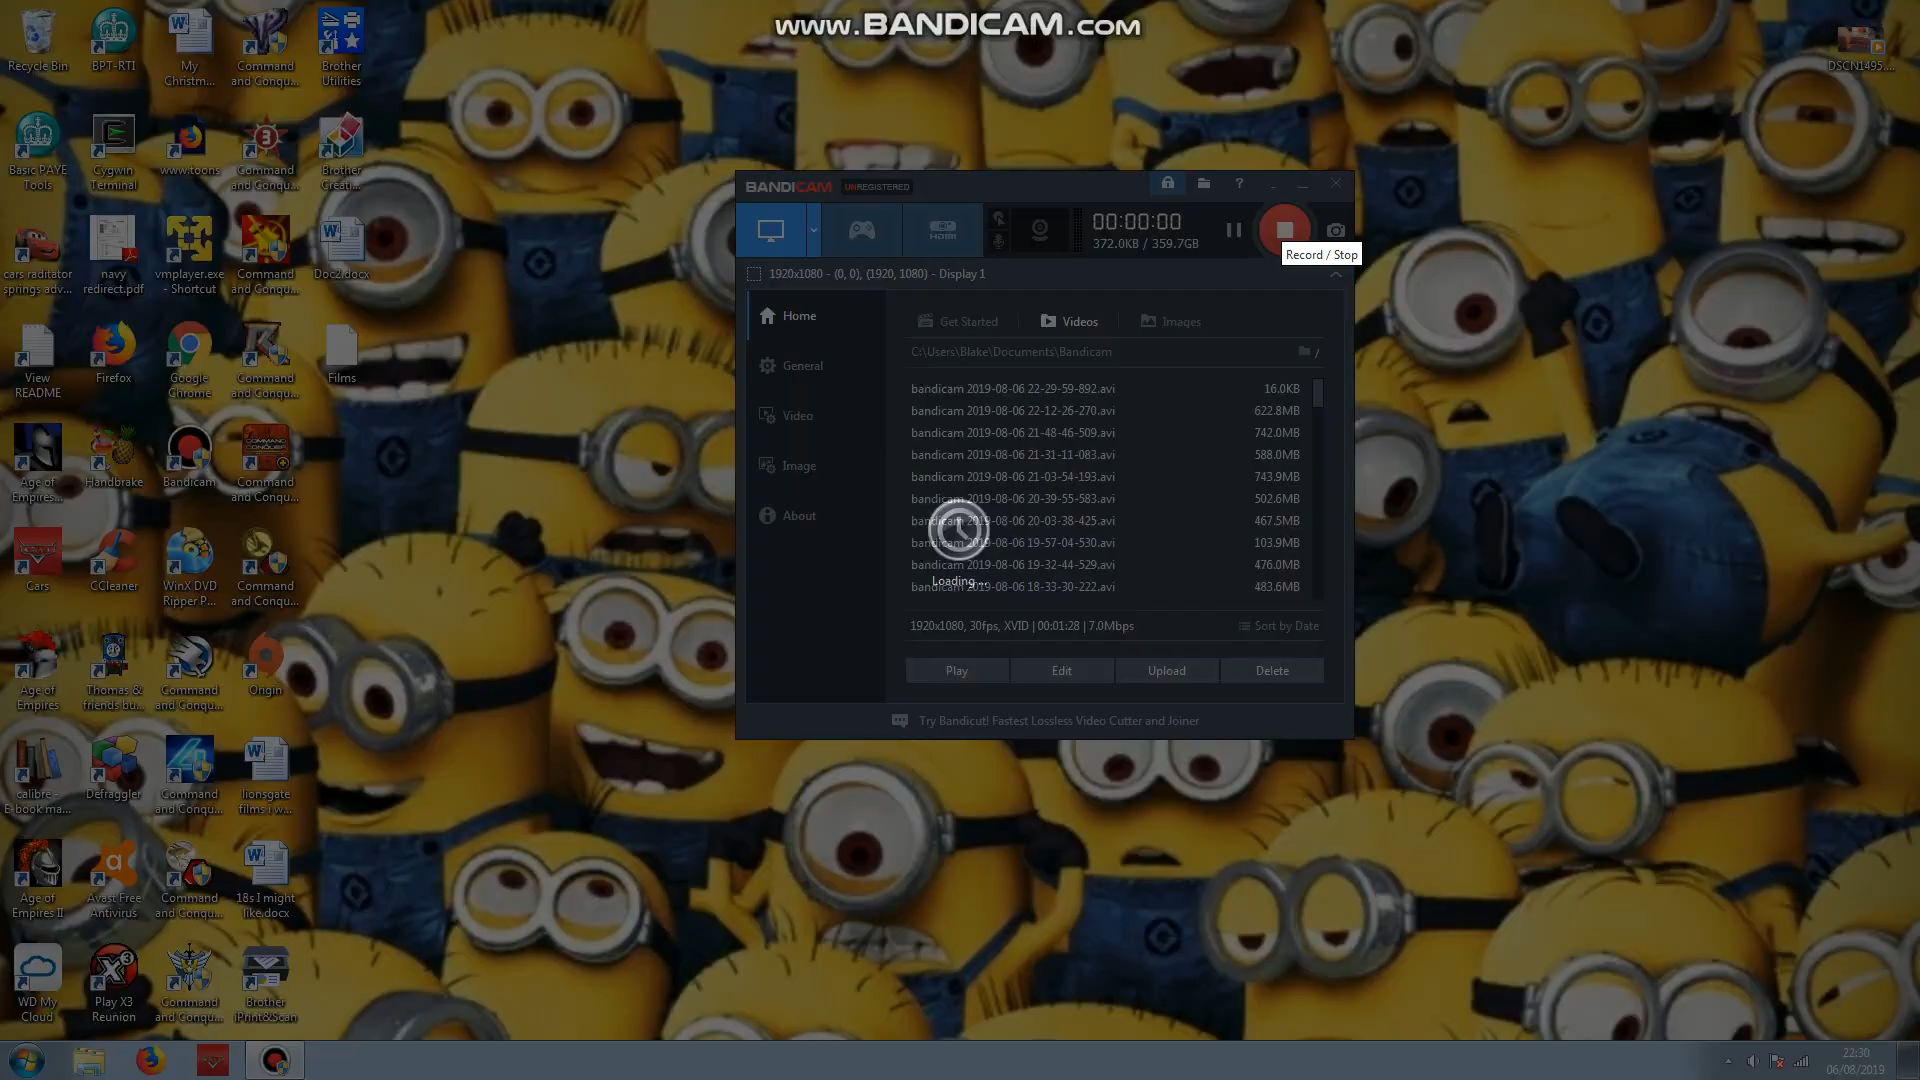 www.BANDICAM.com
Recycle Bin
BPT-RTI
My Christm...
Command and Conqu...
Brother Utilities
DSCN1495....
Basic PAYE Tools
Cygwin Terminal
www.toons
Command and Conqu...
Brother Creati...
cars raditator springs adv...
navy redirect.pdf
vmplayer.exe - Shortcut
Command and Conqu...
Doc2.docx
View README
Firefox
Google Chrome
Command and Conqu...
Films
Age of Empires...
Handbrake
Bandicam
Command and Conqu...
Cars
CCleaner
WinX DVD Ripper P...
Command and Conqu...
Age of Empires
Thomas & friends bu...
Command and Conqu...
Origin
calibre - E-book ma...
Defraggler
Command and Conqu...
lionsgate films i w...
Age of Empires II
Avast Free Antivirus
Command and Conqu...
18s I might like.docx
WD My Cloud
Play X3 Reunion
Command and Conqu...
Brother iPrint&Scan
BANDICAM UNREGISTERED
?
HDMI
00:00:00
372.0KB / 359.7GB
Record / Stop
1920x1080 - (0, 0), (1920, 1080) - Display 1
Home
General
Video
Image
About
Get Started
Videos
Images
C:\Users\Blake\Documents\Bandicam
/
bandicam 2019-08-06 22-29-59-892.avi 16.0KB
bandicam 2019-08-06 22-12-26-270.avi 622.8MB
bandicam 2019-08-06 21-48-46-509.avi 742.0MB
bandicam 2019-08-06 21-31-11-083.avi 588.0MB
bandicam 2019-08-06 21-03-54-193.avi 743.9MB
bandicam 2019-08-06 20-39-55-583.avi 502.6MB
bandicam 2019-08-06 20-03-38-425.avi 467.5MB
bandicam 2019-08-06 19-57-04-530.avi 103.9MB
bandicam 2019-08-06 19-32-44-529.avi 476.0MB
Loading...
bandicam 2019-08-06 18-33-30-222.avi 483.6MB
1920x1080, 30fps, XVID | 00:01:28 | 7.0Mbps
Sort by Date
Play
Edit
Upload
Delete
Try Bandicut! Fastest Lossless Video Cutter and Joiner
22:30
06/08/2019